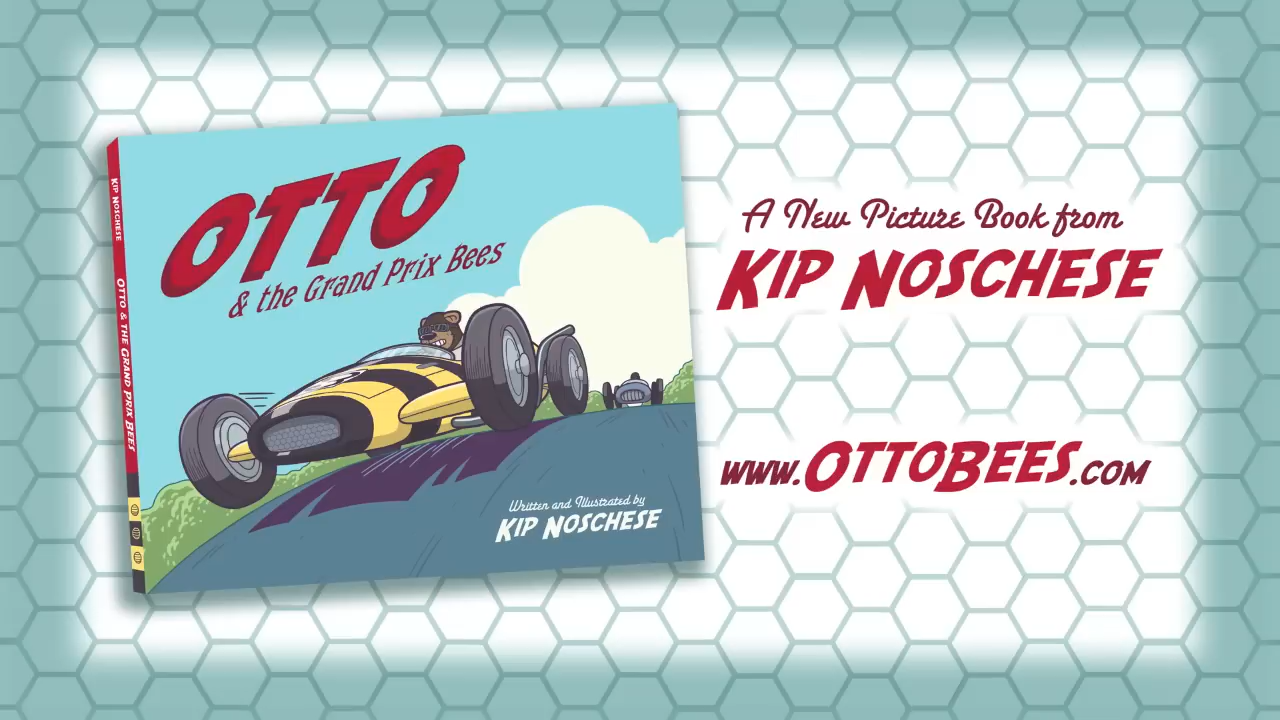 KIP NOSCHESE
OTTO & THE GRAND PRIX BEES
OTTO
& the Grand Prix Bees
Written and Illustrated by
KIP NOSCHESE
A New Picture Book from
KIP NOSCHESE
www.OttoBees.com